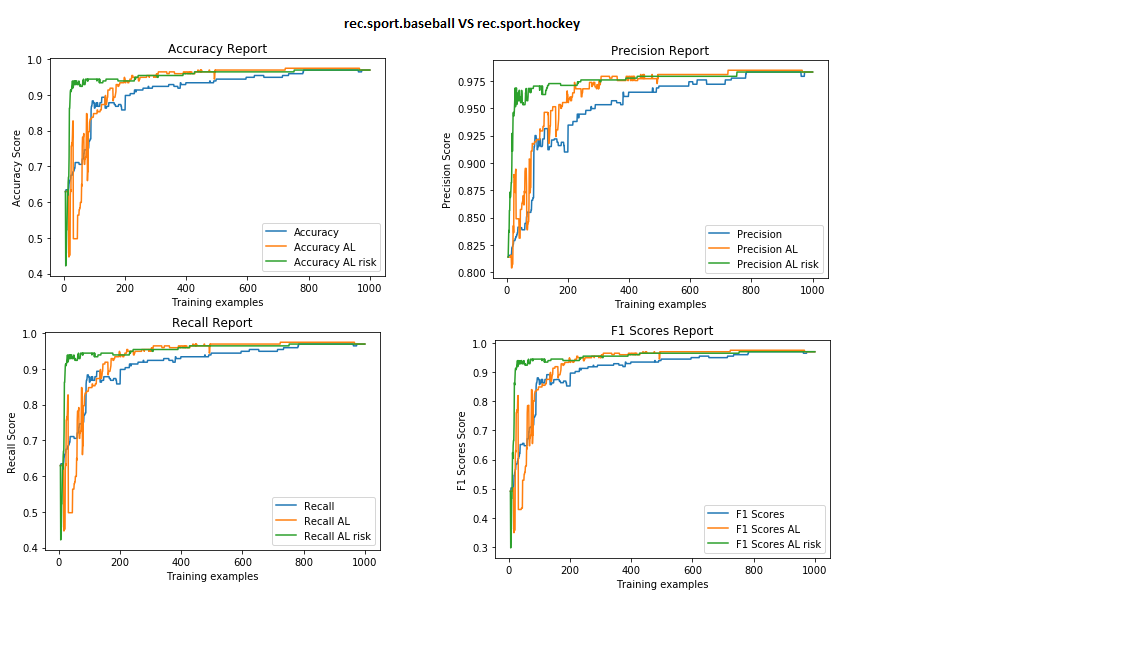 rec.sport.baseball VS rec.sport.hockey
Accuracy Report
1.0
0.9
0.8
0.7
0.6
0.5
0.4
Accuracy Score
0
200
400
600
800
1000
Training examples
Accuracy
Accuracy AL
Accuracy AL risk
Precision Report
0.975
0.950
0.925
0.900
0.875
0.850
0.825
0.800
Precision Score
0
200
400
600
800
1000
Training examples
Precision
Precision AL
Precision AL risk
Recall Report
1.0
0.9
0.8
0.7
0.6
0.5
0.4
Recall Score
0
200
400
600
800
1000
Training examples
Recall
Recall AL
Recall AL risk
F1 Scores Report
1.0
0.9
0.8
0.7
0.6
0.5
0.4
0.3
F1 Scores Score
0
200
400
600
800
1000
Training examples
F1 Scores
F1 Scores AL
F1 Scores AL risk